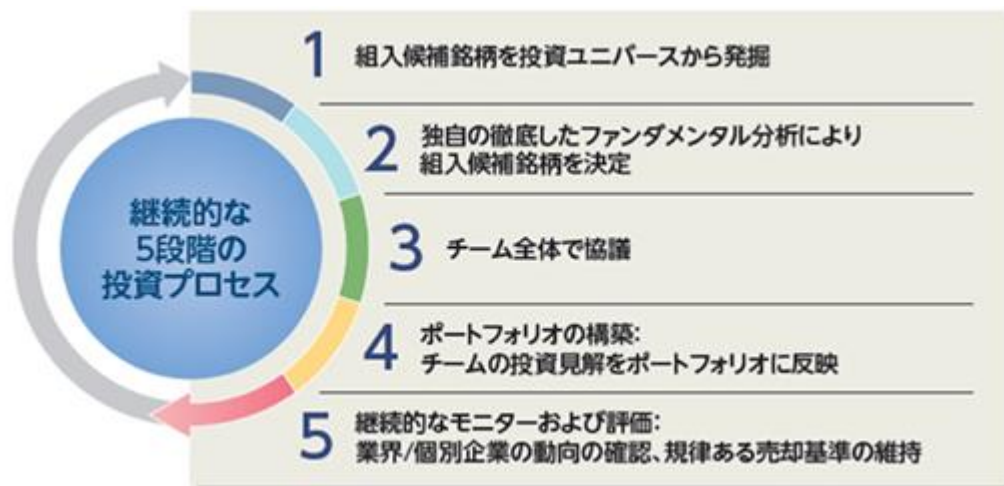 継続的な
5段階の
投資プロセス
1
組入候補銘柄を投資ユニバースから発掘
2
独自の徹底したファンダメンタル分析により
組入候補銘柄を決定
3
チーム全体で協議
4
ポートフォリオの構築:
チームの投資見解をポートフォリオに反映
5
継続的なモニターおよび評価:
業界/個別企業の動向の確認、規律ある売却基準の維持